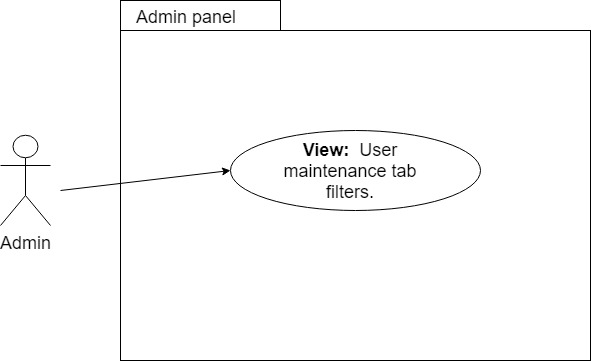 Admin panel
View:  User
maintenance tab
filters.
Admin